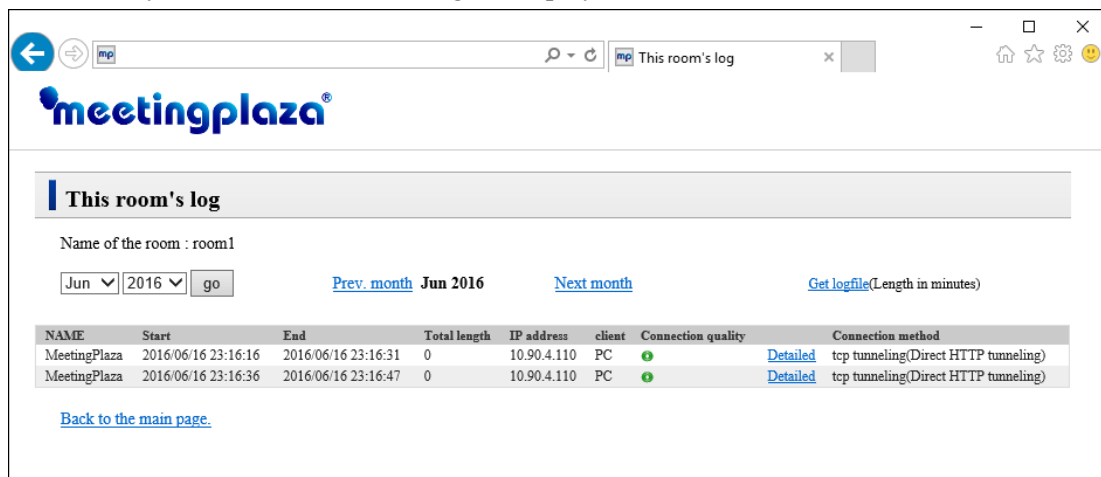 mp
mp This room's log
meetingplaza®
This room's log
Name of the room : room1
Jun 2016 go Prev. month Jun 2016 Next month Get logfile(Length in minutes)
NAME Start End Total length IP address client Connection quality Connection method
MeetingPlaza 2016/06/16 23:16:16 2016/06/16 23:16:31 0 10.90.4.110 PC Detailed tcp tunneling(Direct HTTP tunneling)
MeetingPlaza 2016/06/16 23:16:36 2016/06/16 23:16:47 0 10.90.4.110 PC Detailed tcp tunneling(Direct HTTP tunneling)
Back to the main page.